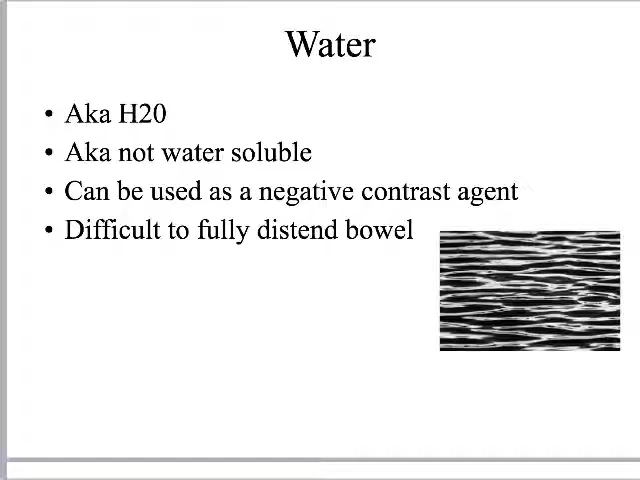 Water
• Aka H20
• Aka not water soluble
• Can be used as a negative contrast agent
• Difficult to fully distend bowel